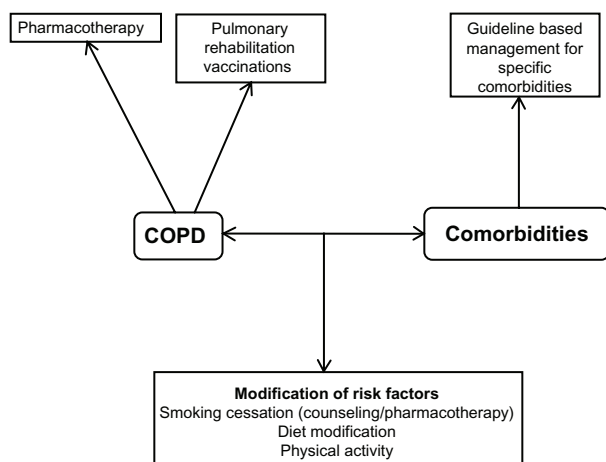 Pharmacotherapy
Pulmonary
rehabilitation
vaccinations
Guideline based
management for
specific
comorbidities
COPD
Comorbidities
Modification of risk factors
Smoking cessation (counseling/pharmacotherapy)
Diet modification
Physical activity